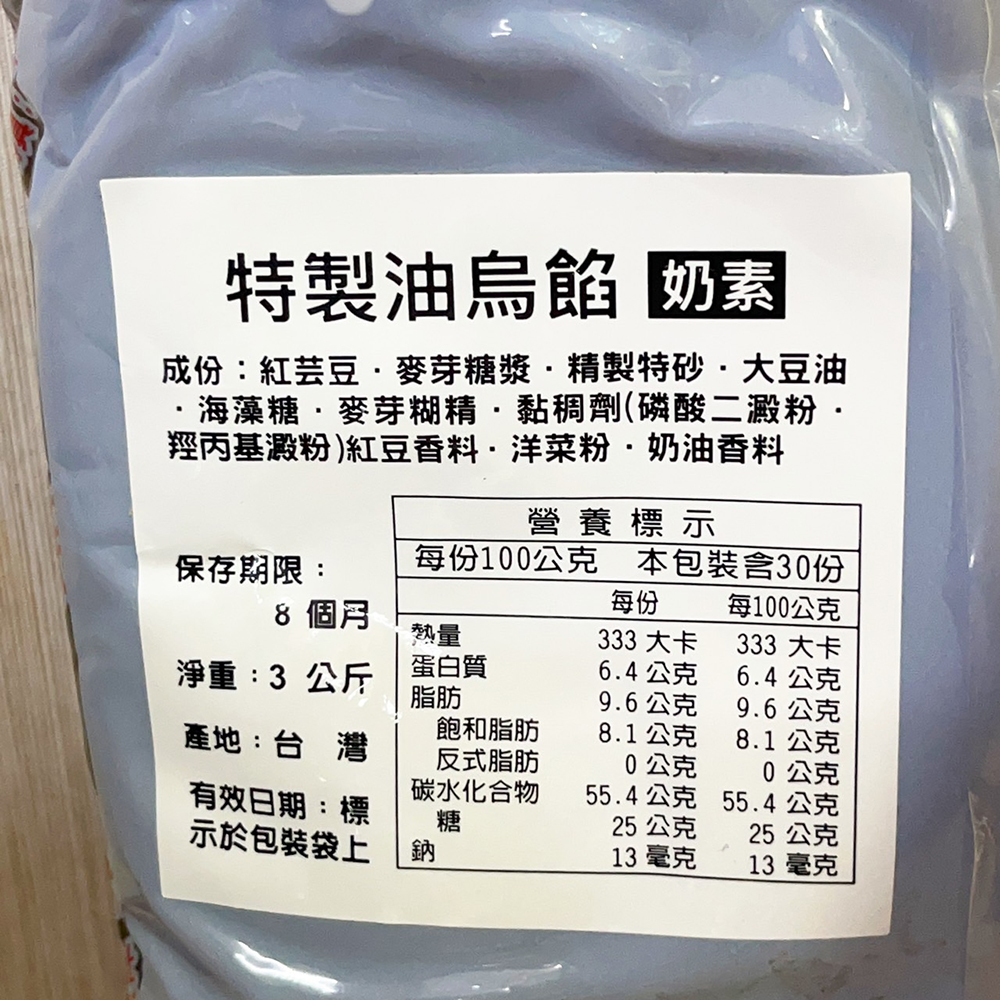 特製油烏餡 奶素
成份：紅芸豆．麥芽糖漿．精製特砂．大豆油
．海藻糖．麥芽糊精．黏稠劑(磷酸二澱粉．
羥丙基澱粉)紅豆香料．洋菜粉．奶油香料
保存期限：
8 個月
淨重：3 公斤
產地：台 灣
有效日期：標
示於包裝袋上
營養標示
每份100公克 本包裝含30份
每份 每100公克
熱量 333 大卡 333 大卡
蛋白質 6.4 公克 6.4 公克
脂肪 9.6 公克 9.6 公克
飽和脂肪 8.1 公克 8.1 公克
反式脂肪 0 公克 0 公克
碳水化合物 55.4 公克 55.4 公克
糖 25 公克 25 公克
鈉 13 毫克 13 毫克